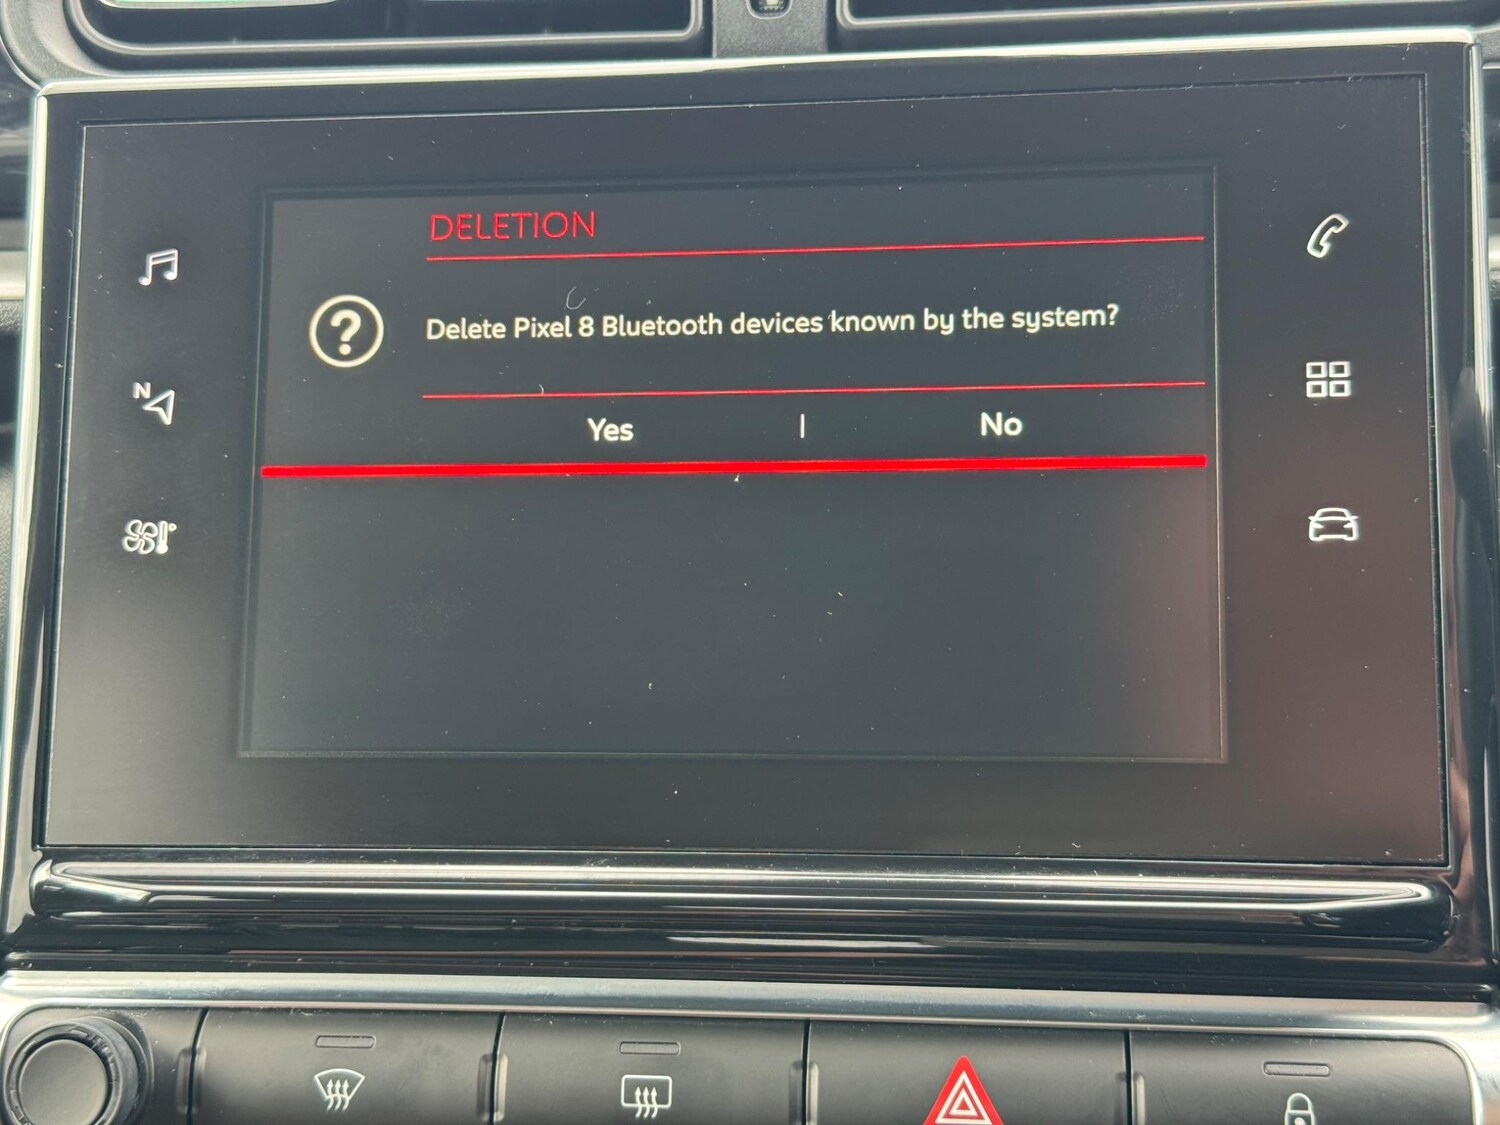 DELETION
Delete Pixel 8 Bluetooth devices known by the system?
Yes | No
N